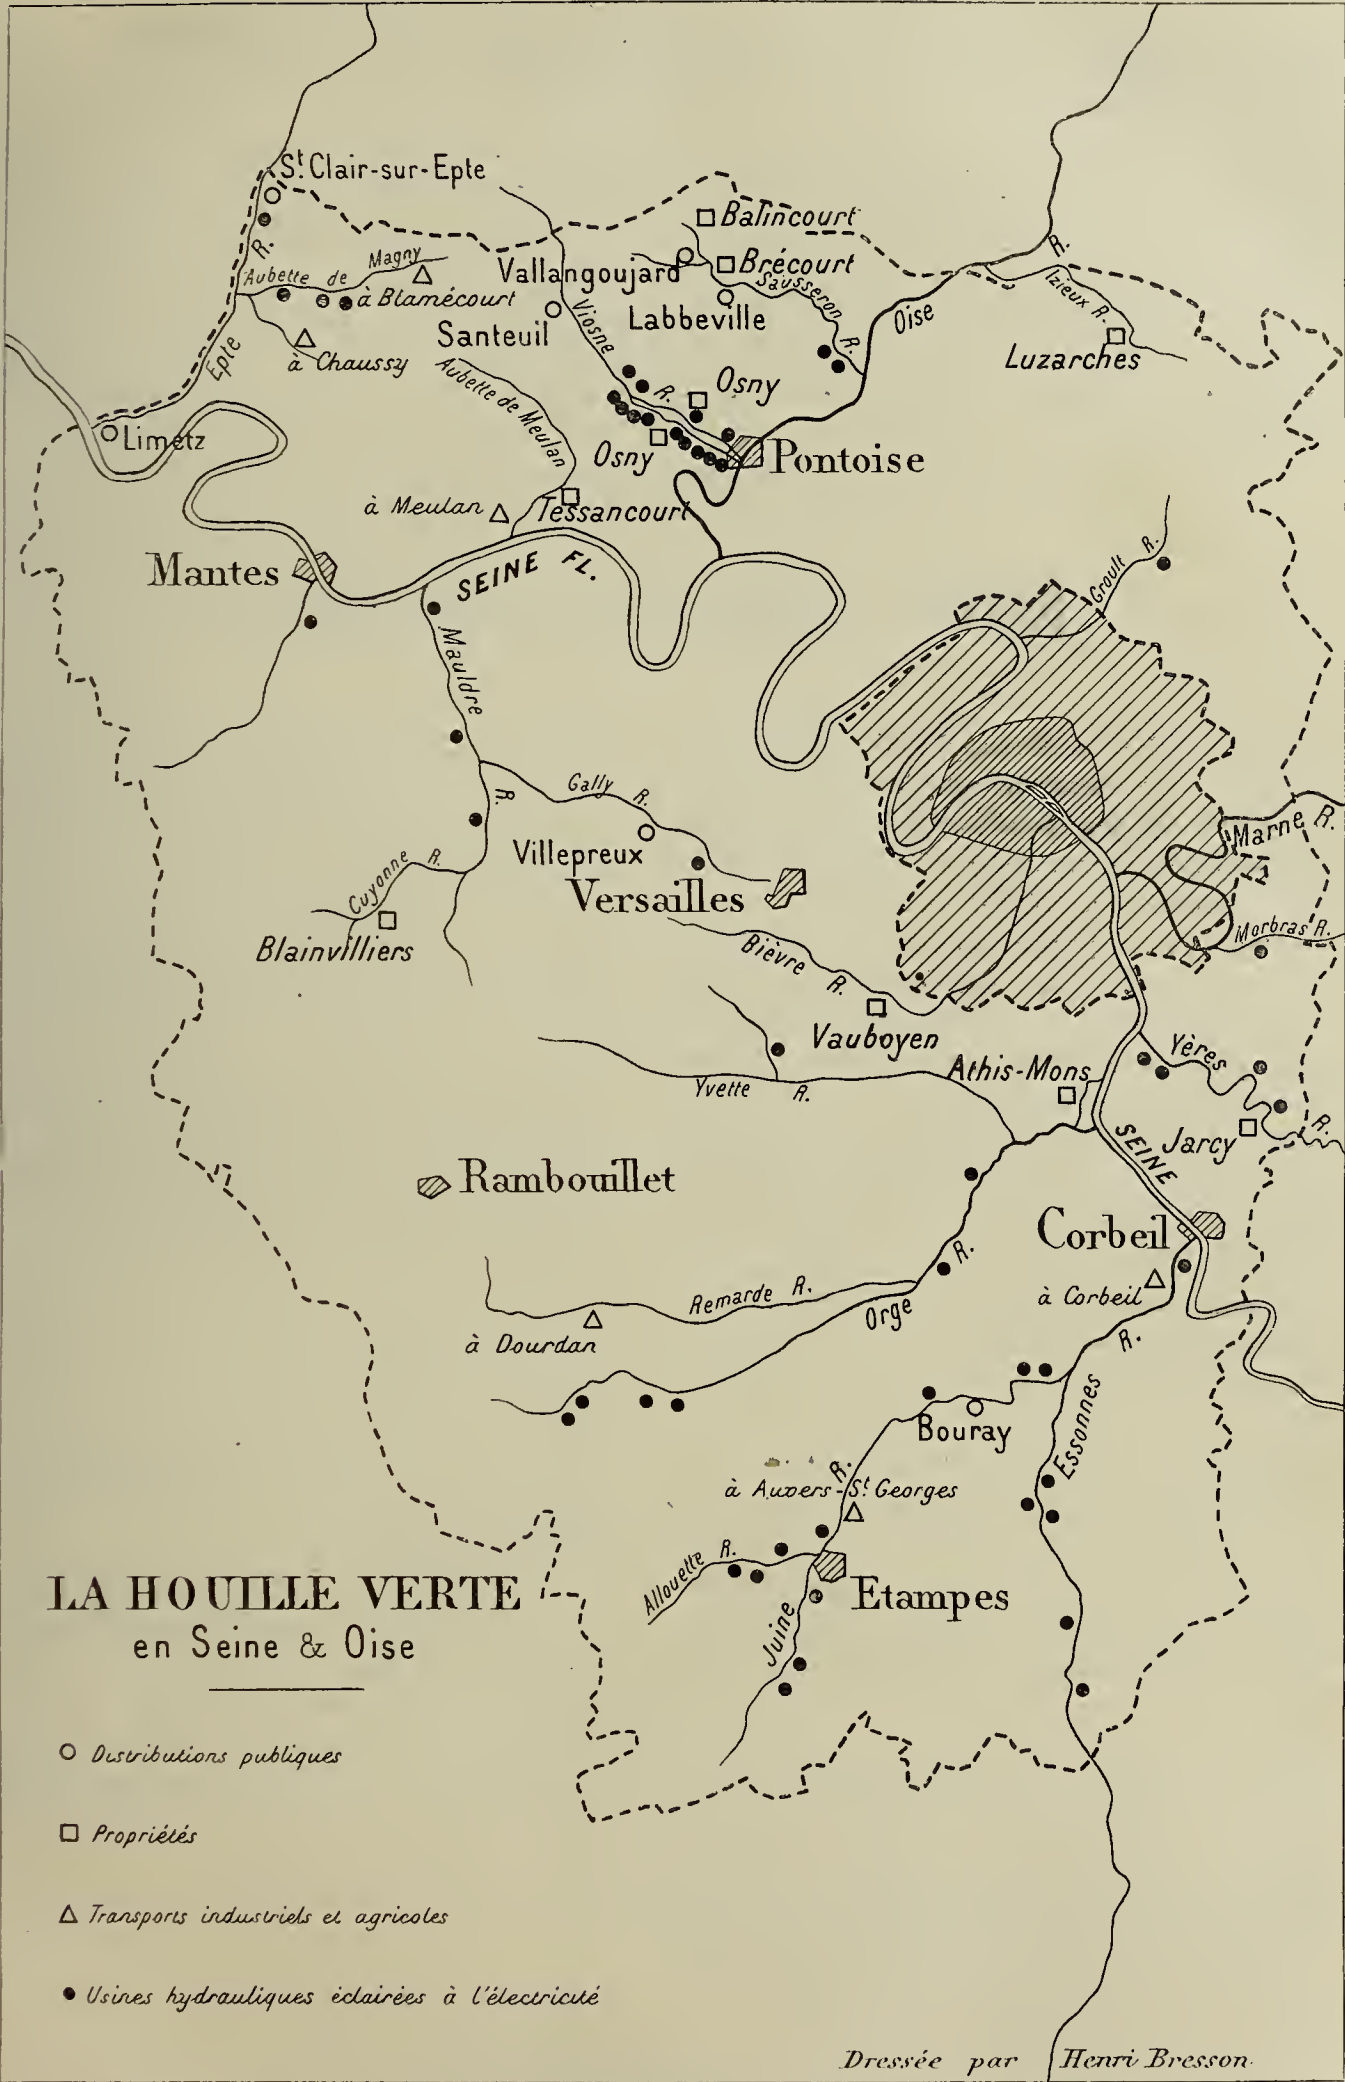 St Clair-sur-Epte
Balincourt
R.
Magny
Aubette de
à Blamécourt
Vallangoujard
Brécourt
Sausseron
R.
Labbeville
Santeuil
Viosne
R.
Oise
R.
Izieux R.
Luzarches
Epte
à Chaussy
Aubette de Meulan
Osny
Osny
Limetz
Pontoise
à Meulan
Tessancourt
Mantes
SEINE FL.
Groult R.
Mauldre
R.
Gally R.
Villepreux
Versailles
Cuyonne R.
Blainvilliers
Marne R.
Morbras R.
Bièvre R.
Vauboyen
Athis-Mons
Yères
R.
Jarcy
Yvette R.
SEINE
Rambouillet
Corbeil
à Corbeil
R.
Remarde R.
Orge
R.
à Dourdan
Bouray
Essonnes
R.
à Auvers-St Georges
Allouette R.
Etampes
Juine
LA HOUILLE VERTE
en Seine & Oise
Distributions publiques
Propriétés
Transports industriels et agricoles
Usines hydrauliques éclairées à l'électricité
Dressée par Henri Bresson